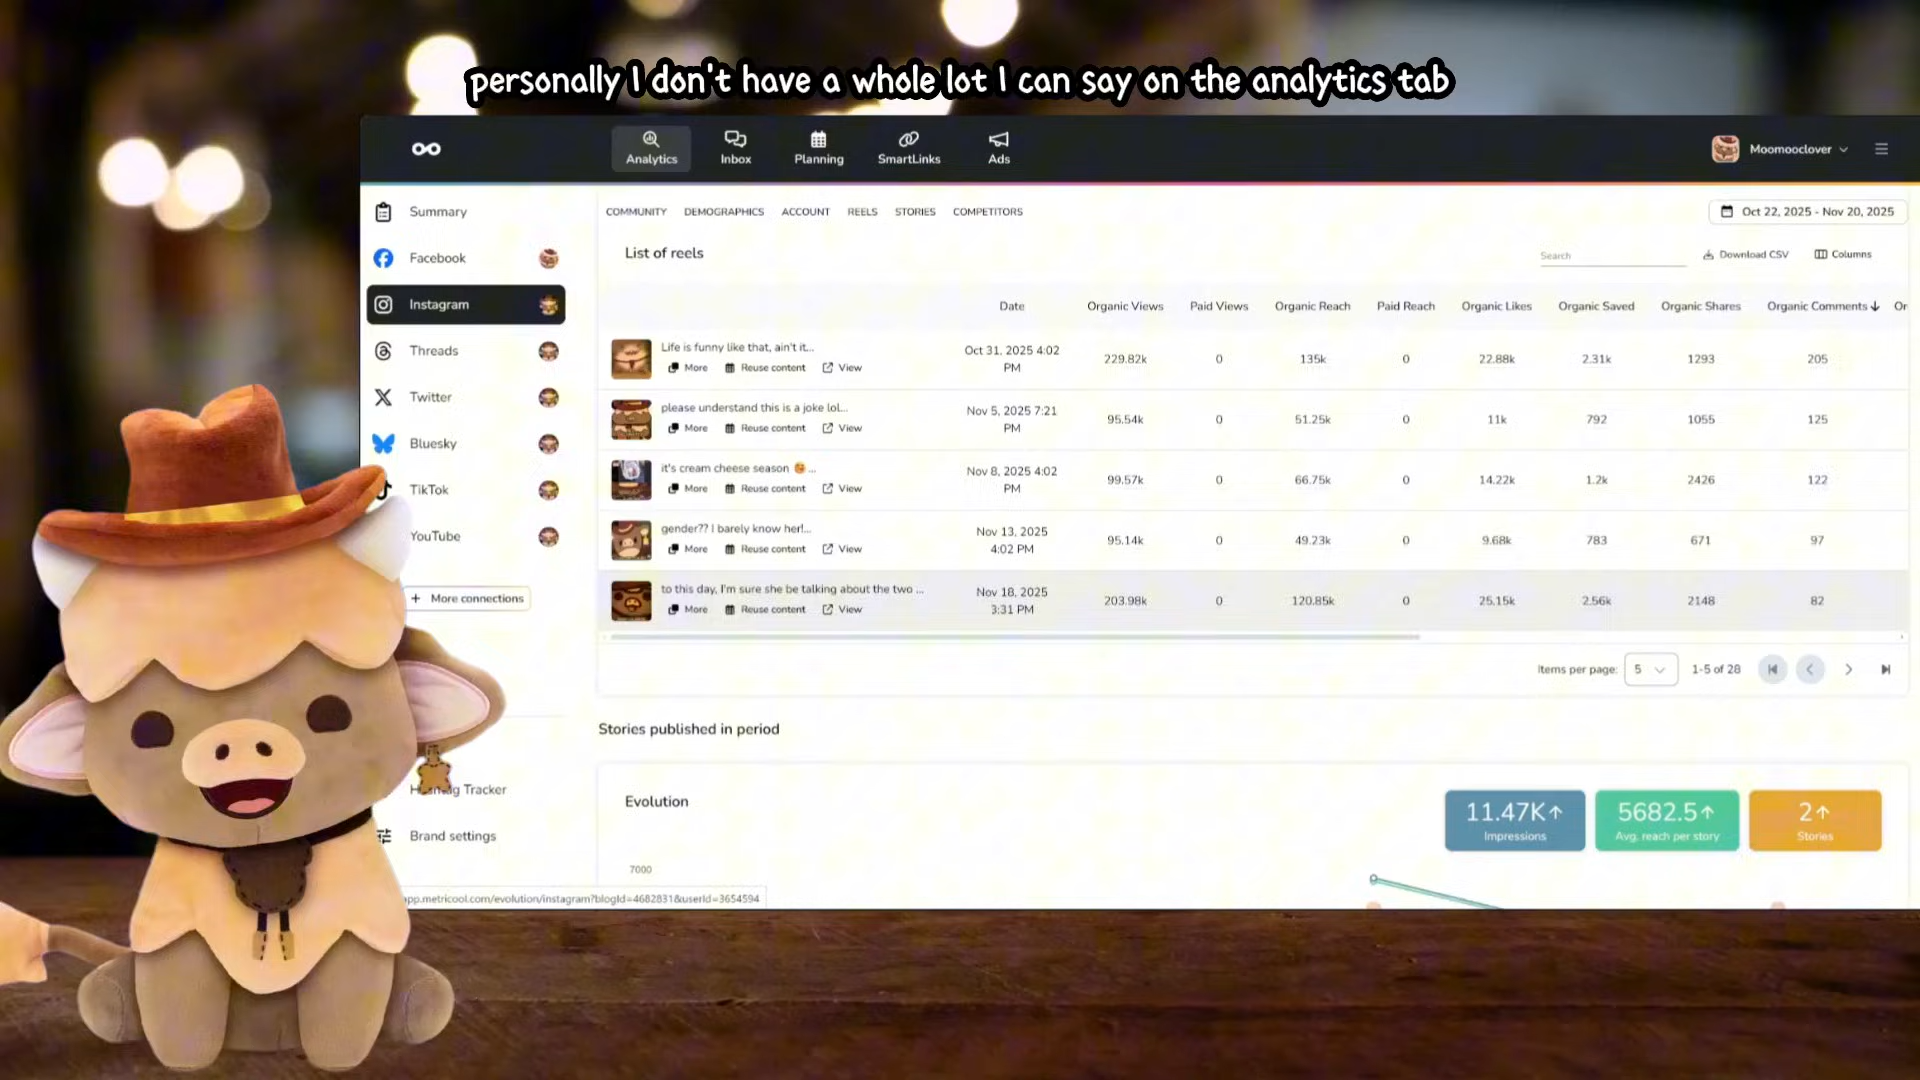 personally I don't have a whole lot I can say on the analytics tab
Analytics
Inbox
Planning
SmartLinks
Ads
Moomooclover
Summary
Facebook
Instagram
Threads
Twitter
Bluesky
TikTok
YouTube
+ More connections
Tracker
Brand settings
COMMUNITY DEMOGRAPHICS ACCOUNT REELS STORIES COMPETITORS
Oct 22, 2025 - Nov 20, 2025
List of reels
Search
Download CSV
Columns
Date Organic Views Paid Views Organic Reach Paid Reach Organic Likes Organic Saved Organic Shares Organic Comments Or
Life is funny like that, ain't it...
More Reuse content View
Oct 31, 2025 4:02
PM
229.82k 0 135k 0 22.88k 2.31k 1293 205
please understand this is a joke lol...
More Reuse content View
Nov 5, 2025 7:21
PM
95.54k 0 51.25k 0 11k 792 1055 125
it's cream cheese season 🥰 ...
More Reuse content View
Nov 8, 2025 4:02
PM
99.57k 0 66.75k 0 14.22k 1.2k 2426 122
gender?? I barely know her!...
More Reuse content View
Nov 13, 2025
4:02 PM
95.14k 0 49.23k 0 9.68k 783 671 97
to this day, I'm sure she be talking about the two ...
More Reuse content View
Nov 18, 2025
3:31 PM
203.98k 0 120.85k 0 25.15k 2.56k 2148 82
Items per page: 5 1-5 of 28
Stories published in period
Evolution
11.47K
Impressions
5682.5
Avg. reach per story
2
Stories
7000
app.metricool.com/evolution/instagram?blogId=4682831&userId=3654594